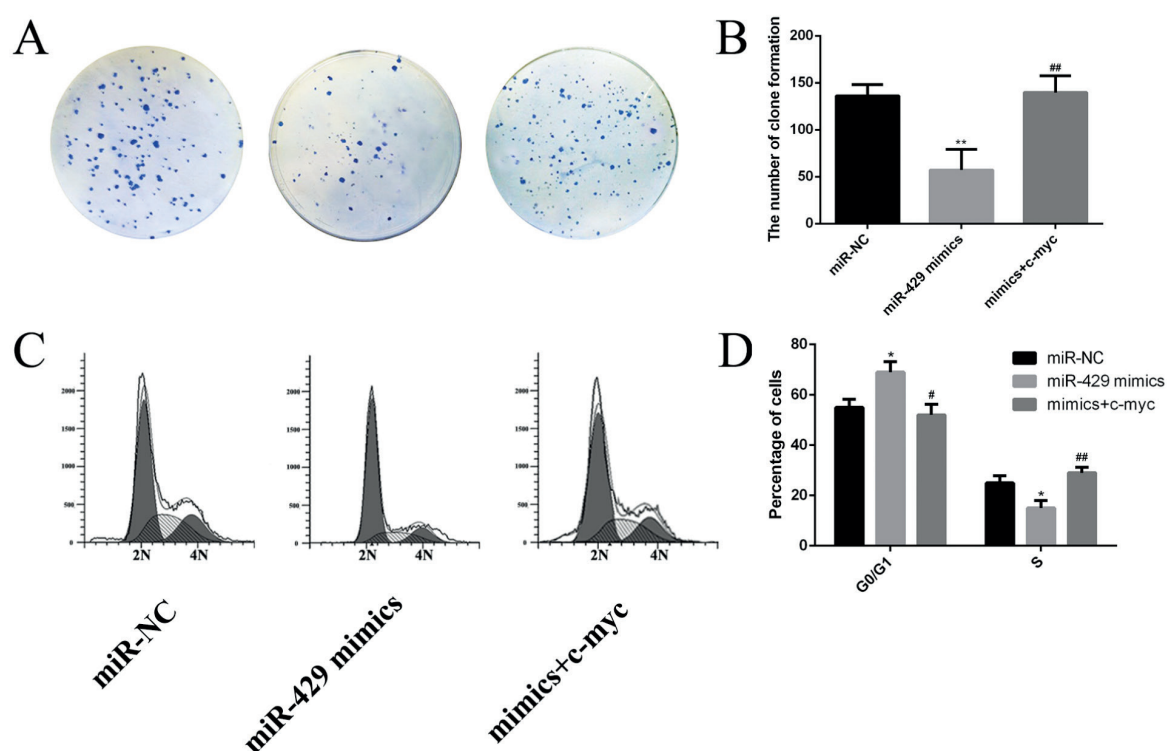 A
B
The number of clone formation
200
150
100
50
0
**
##
miR-NC
miR-429 mimics
mimics+c-myc
C
2000
1500
1000
500
0
2N
4N
2000
1500
1000
500
0
2N
4N
2000
1500
1000
500
0
2N
4N
miR-NC
miR-429 mimics
mimics+c-myc
D
Percentage of cells
80
60
40
20
0
*
#
*
##
miR-NC
miR-429 mimics
mimics+c-myc
G0/G1
S